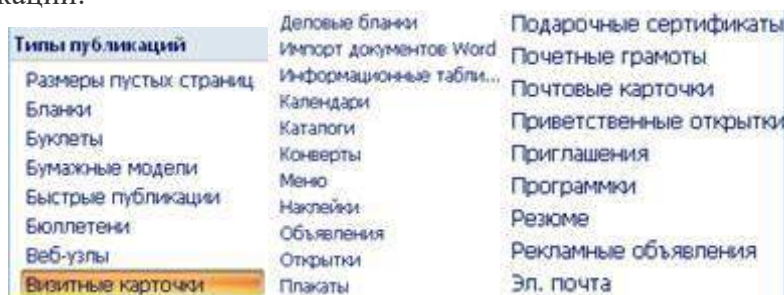 Типы публикаций
Размеры пустых страниц
Бланки
Буклеты
Бумажные модели
Быстрые публикации
Бюллетени
Веб-узлы
Визитные карточки
Деловые бланки
Импорт документов Word
Информационные табли...
Календари
Каталоги
Конверты
Меню
Наклейки
Объявления
Открытки
Плакаты
Подарочные сертификаты
Почетные грамоты
Почтовые карточки
Приветственные открытки
Приглашения
Программки
Резюме
Рекламные объявления
Эл. почта